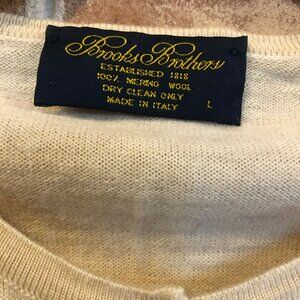 Brooks Brothers
ESTABLISHED 1818
100% MERINO WOOL
DRY CLEAN ONLY
MADE IN ITALY L